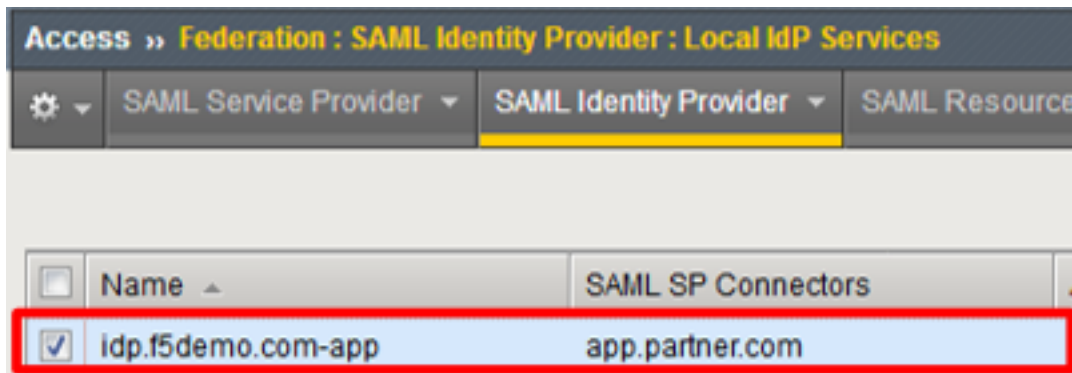 Access » Federation : SAML Identity Provider : Local IdP Services
SAML Service Provider SAML Identity Provider SAML Resource
Name SAML SP Connectors
idp.f5demo.com-app app.partner.com